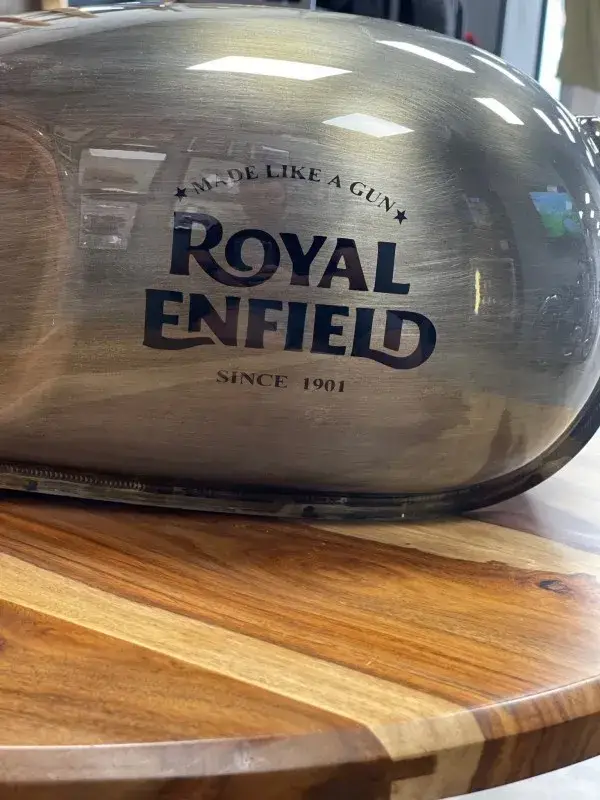 ★MADE LIKE A GUN★
ROYAL
ENFIELD
SINCE 1901